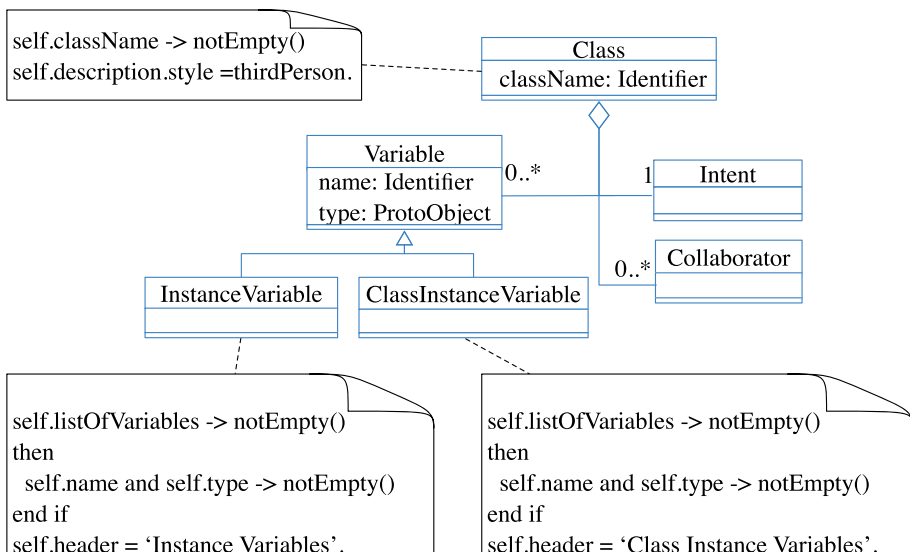 self.className -> notEmpty()
self.description.style =thirdPerson.
Class
className: Identifier
Variable
name: Identifier
type: ProtoObject
0..*
1
Intent
0..*
Collaborator
InstanceVariable
ClassInstanceVariable
self.listOfVariables -> notEmpty()
then
self.name and self.type -> notEmpty()
end if
self.header = ‘Instance Variables’.
self.listOfVariables -> notEmpty()
then
self.name and self.type -> notEmpty()
end if
self.header = ‘Class Instance Variables’.